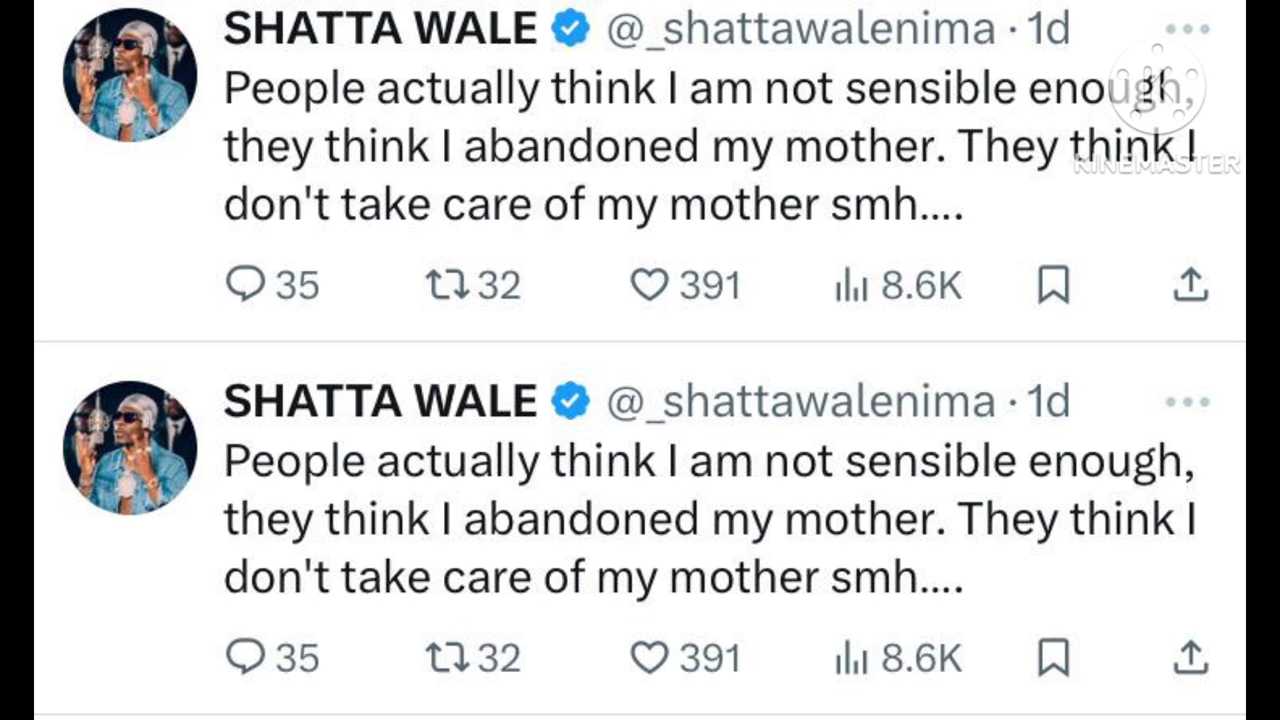 SHATTA WALE @_shattawalenima · 1d
People actually think I am not sensible enough,
they think I abandoned my mother. They think I
don't take care of my mother smh....
35 32 391 8.6K
KINEMASTER
SHATTA WALE @_shattawalenima · 1d
People actually think I am not sensible enough,
they think I abandoned my mother. They think I
don't take care of my mother smh....
35 32 391 8.6K